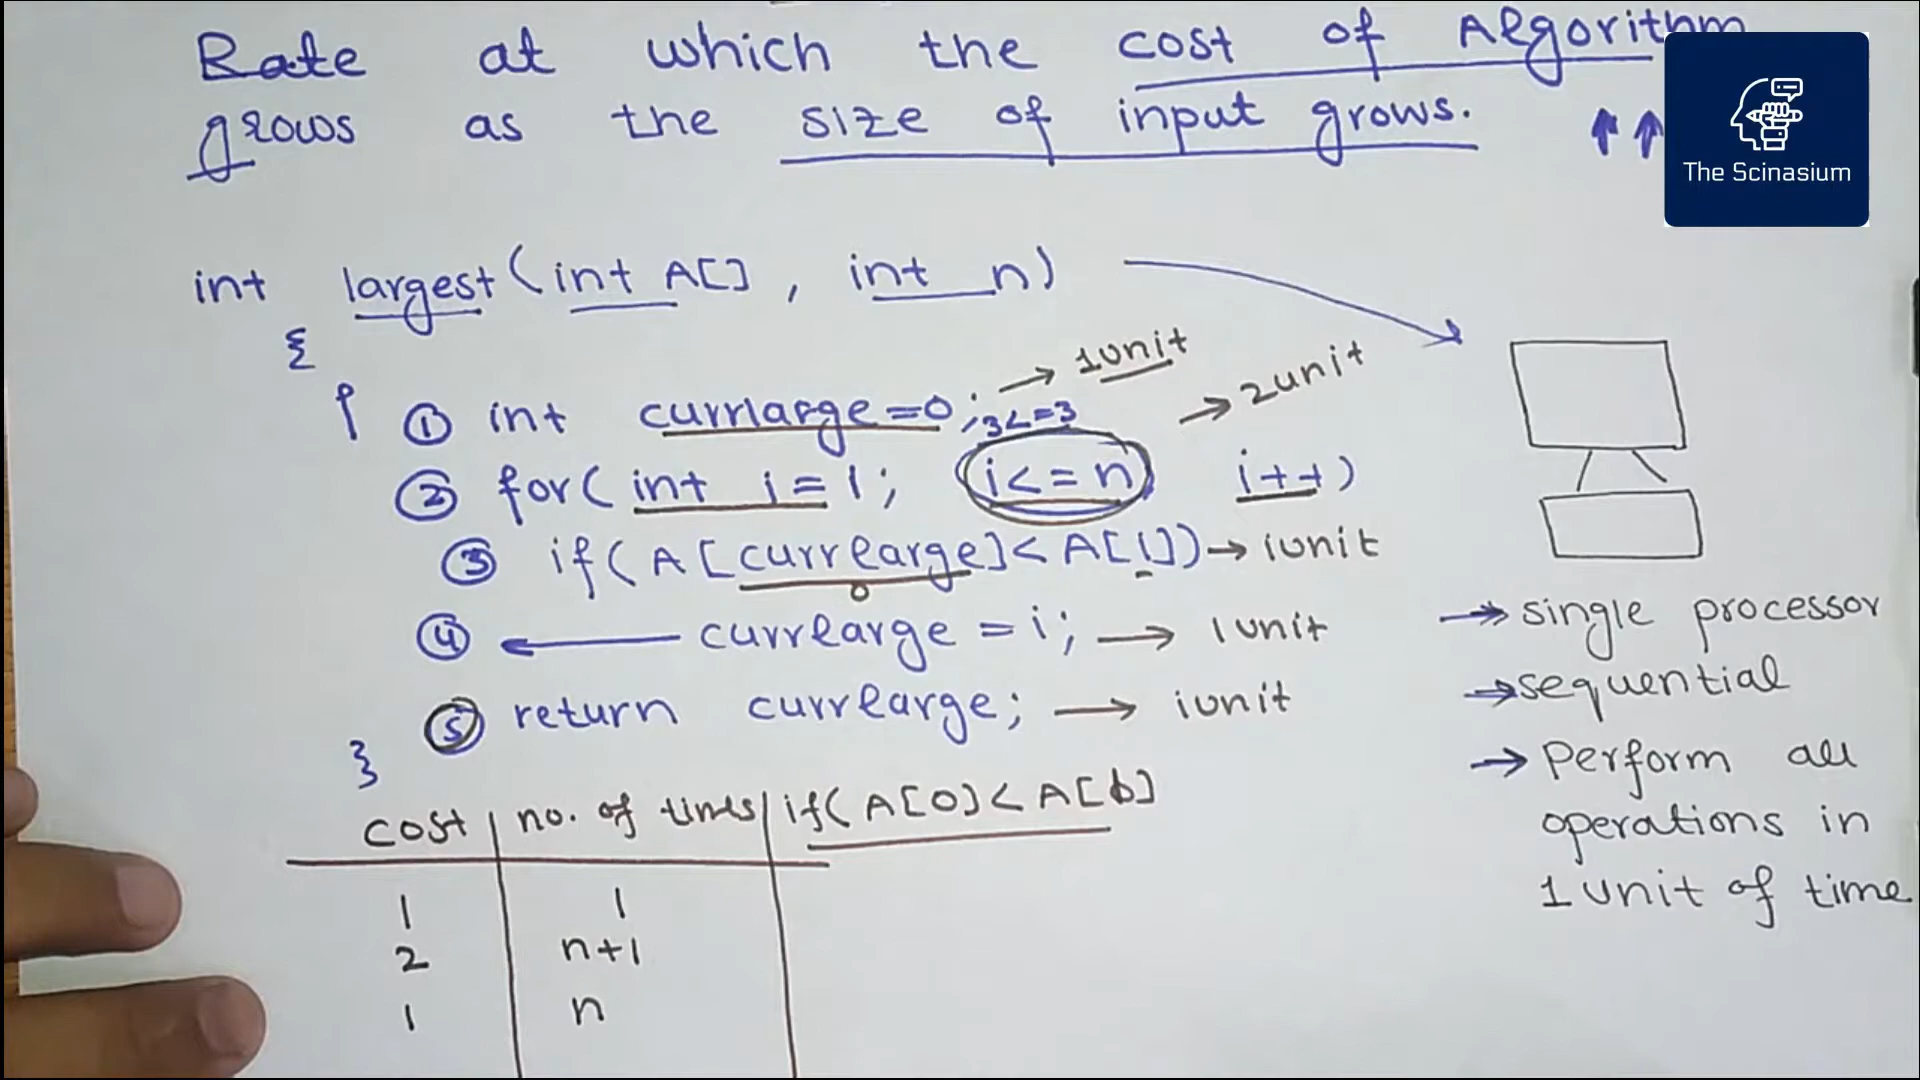 Rate at which the cost of Algorithm
grows as the size of input grows.
The Scinasium
int largest(int A[], int n)
{
→ 1unit
① int currlarge=0;
3<=3
→ 2unit
② for( int i=1; i<=n i++)
③ if( A[currlarge]< A[i])→ 1unit
0
④ ← currlarge = i; → 1unit
⑤ return currlarge; → 1unit
}
→ single processor
→ sequential
→ Perform all
operations in
1unit of time
cost | no. of times | if( A[0]< A[b]
1 1
2 n+1
1 n